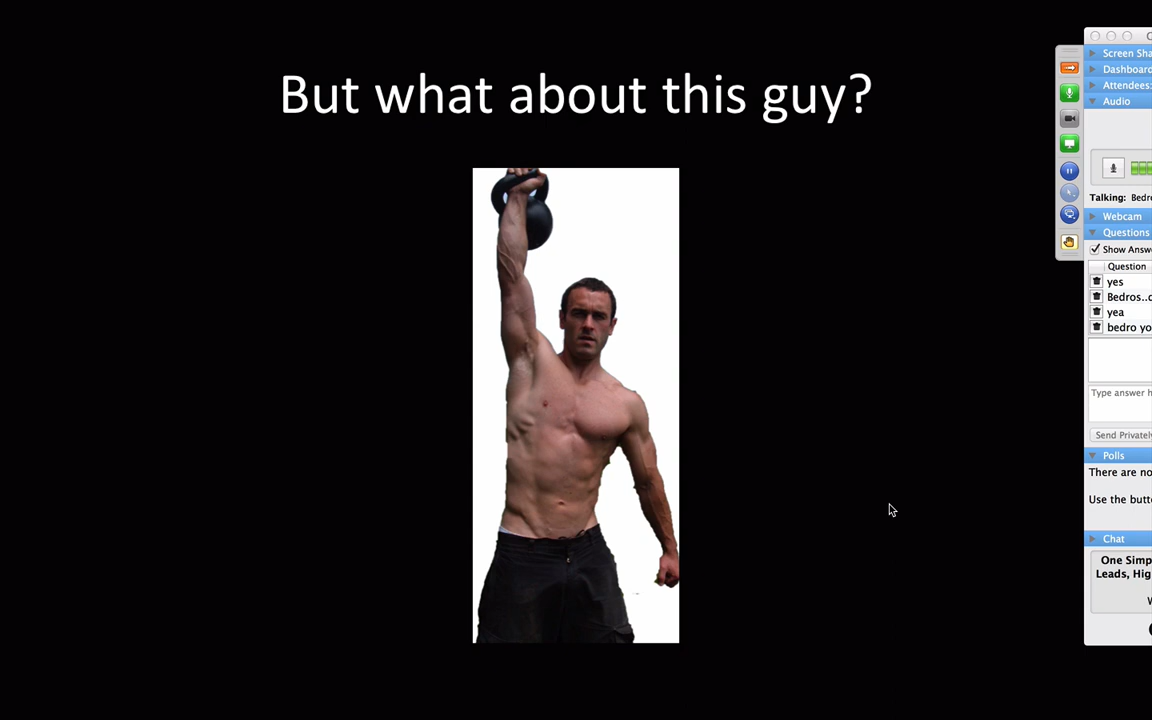 But what about this guy?
Screen Sha
Dashboard
Attendees:
Audio
Talking: Bedro
Webcam
Questions
Show Answ
Question
yes
Bedros..c
yea
bedro yo
Type answer h
Send Privately
Polls
There are no
Use the butt
Chat
One Simp
Leads, Hig